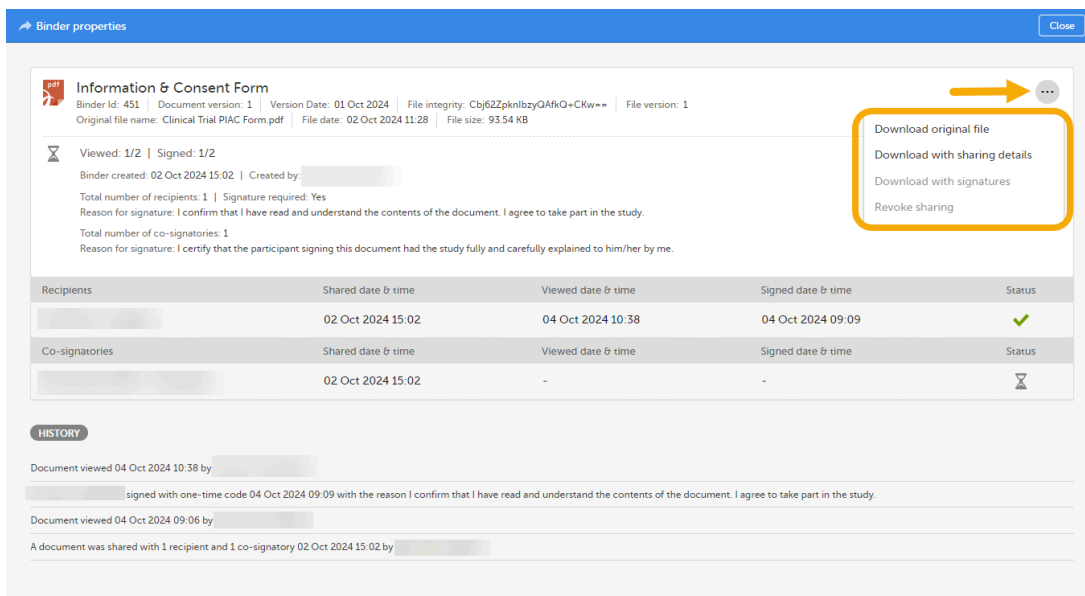 Binder properties Close
pdf Information & Consent Form
Binder Id: 451 Document version: 1 Version Date: 01 Oct 2024 File integrity: Cbj62ZpknIbzyQAfkQ+CKw== File version: 1
Original file name: Clinical Trial PIAC Form.pdf File date: 02 Oct 2024 11:28 File size: 93.54 KB
Download original file
Download with sharing details
Download with signatures
Revoke sharing
Viewed: 1/2 | Signed: 1/2
Binder created: 02 Oct 2024 15:02 | Created by:
Total number of recipients: 1 | Signature required: Yes
Reason for signature: I confirm that I have read and understand the contents of the document. I agree to take part in the study.
Total number of co-signatories: 1
Reason for signature: I certify that the participant signing this document had the study fully and carefully explained to him/her by me.
Recipients Shared date & time Viewed date & time Signed date & time Status
02 Oct 2024 15:02 04 Oct 2024 10:38 04 Oct 2024 09:09
Co-signatories Shared date & time Viewed date & time Signed date & time Status
02 Oct 2024 15:02 - -
HISTORY
Document viewed 04 Oct 2024 10:38 by
signed with one-time code 04 Oct 2024 09:09 with the reason I confirm that I have read and understand the contents of the document. I agree to take part in the study.
Document viewed 04 Oct 2024 09:06 by
A document was shared with 1 recipient and 1 co-signatory 02 Oct 2024 15:02 by